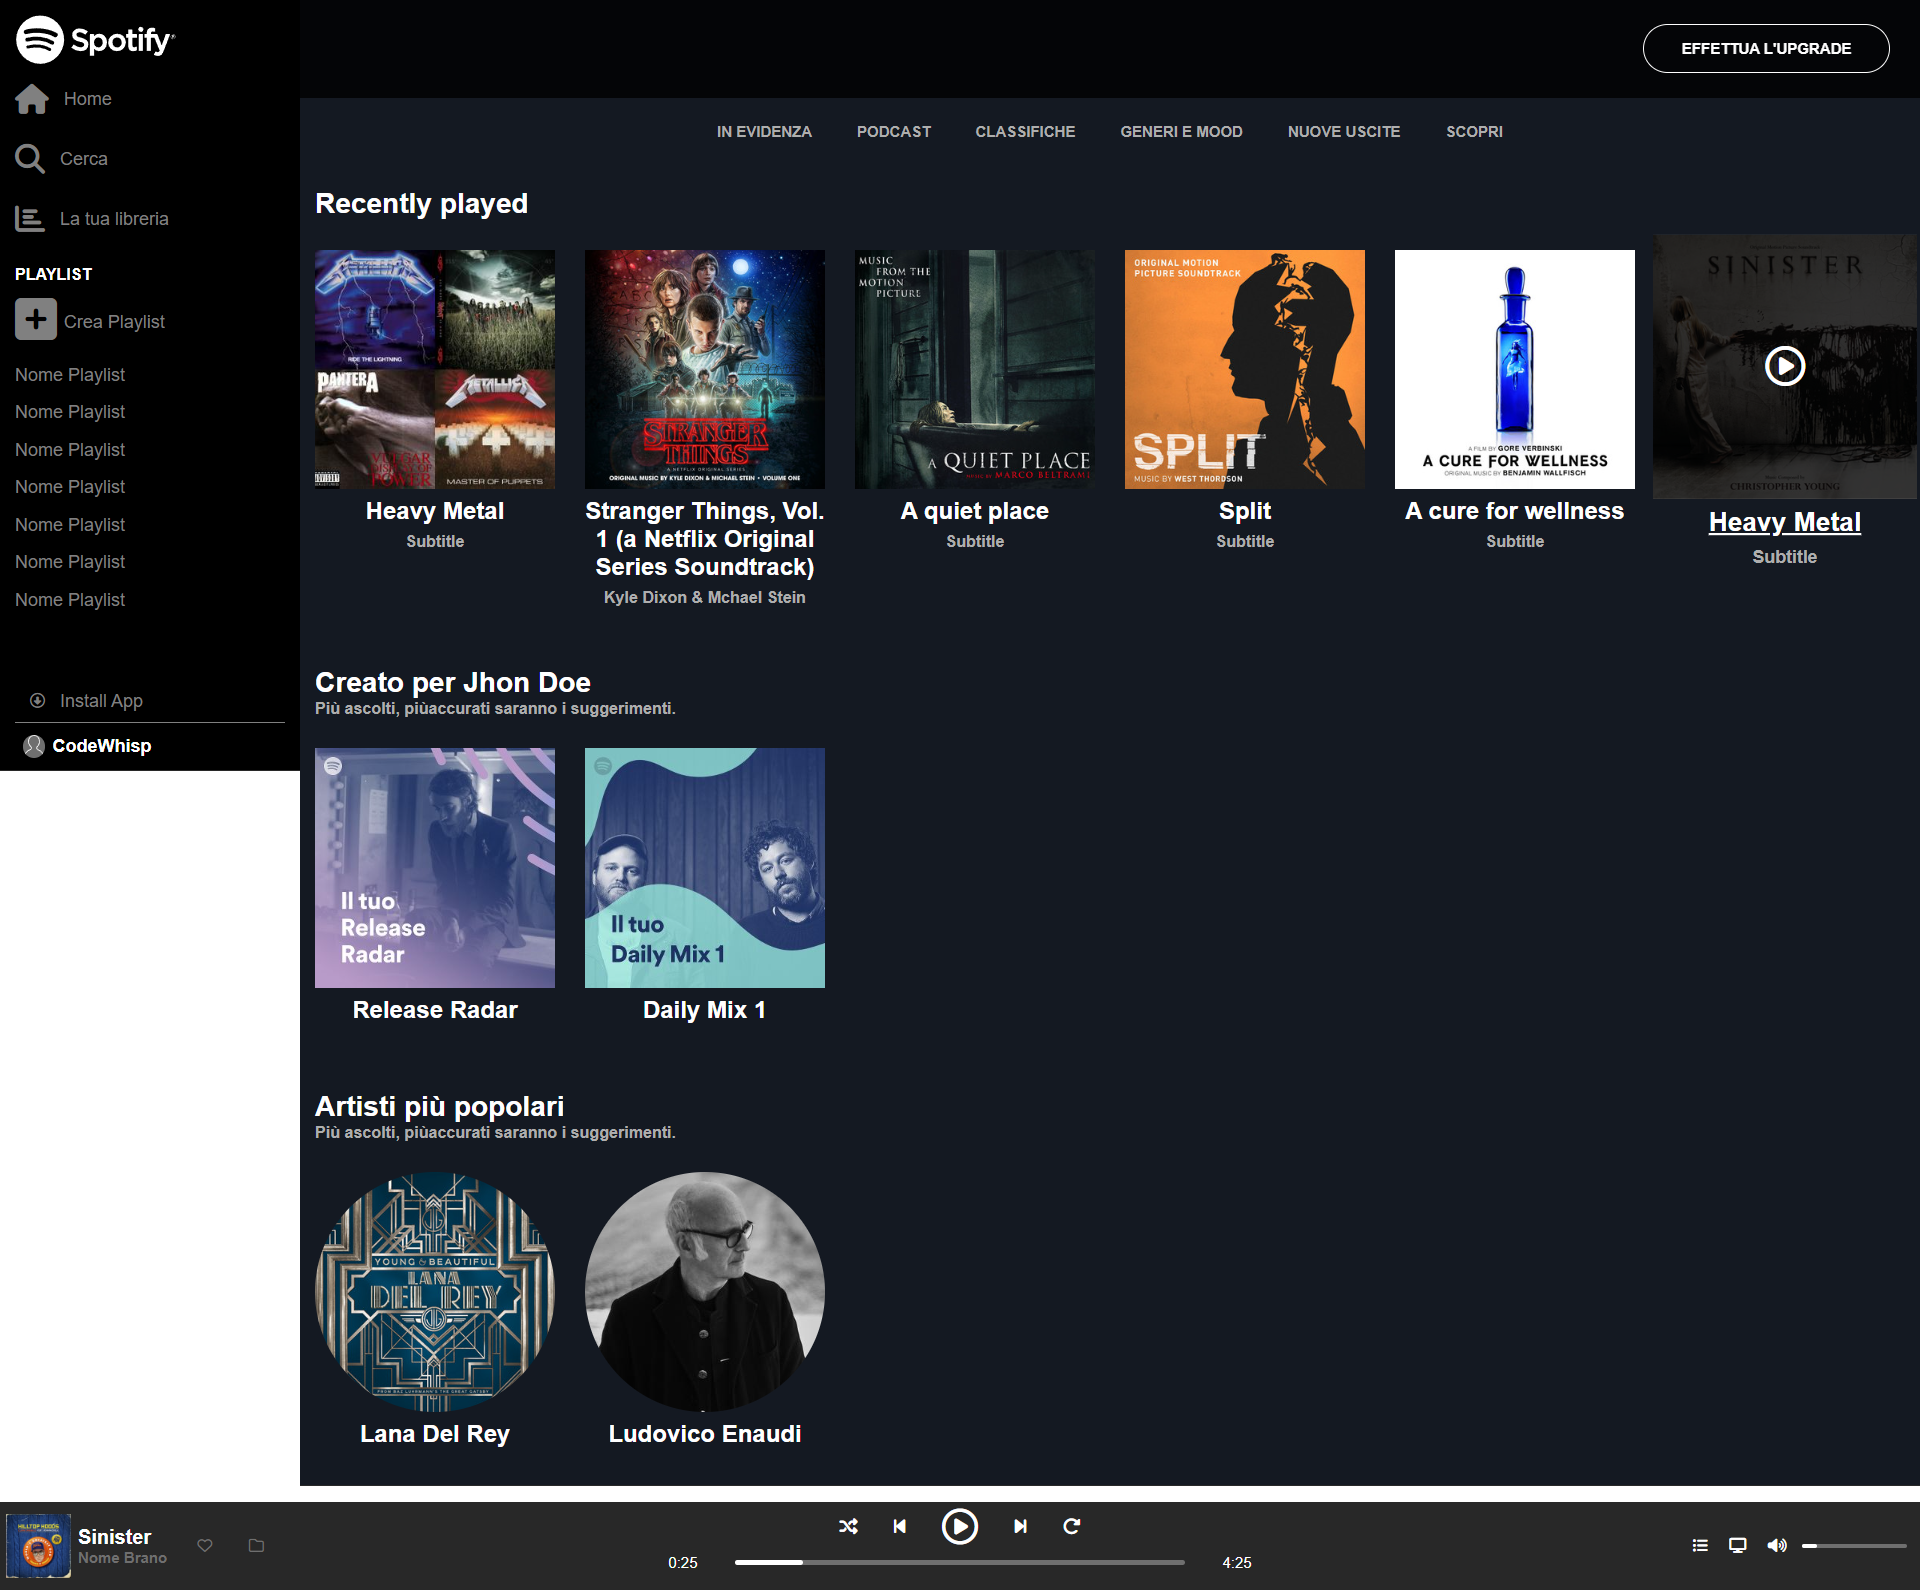 Spotify®
Home
Cerca
La tua libreria
PLAYLIST
Crea Playlist
Nome Playlist
Nome Playlist
Nome Playlist
Nome Playlist
Nome Playlist
Nome Playlist
Nome Playlist
Install App
CodeWhisp
EFFETTUA L'UPGRADE
IN EVIDENZA PODCAST CLASSIFICHE GENERI E MOOD NUOVE USCITE SCOPRI
Recently played
METALLICA
RIDE THE LIGHTNING
PANTERA
VULGAR
DISPLAY OF
POWER
METALLICA
MASTER OF PUPPETS
Heavy Metal
Subtitle
STRANGER
THINGS
A NETFLIX ORIGINAL SERIES
ORIGINAL MUSIC BY KYLE DIXON & MICHAEL STEIN • VOLUME ONE
Stranger Things, Vol.
1 (a Netflix Original
Series Soundtrack)
Kyle Dixon & Mchael Stein
MUSIC
FROM THE
MOTION
PICTURE
A QUIET PLACE
MUSIC BY MARCO BELTRAMI
A quiet place
Subtitle
ORIGINAL MOTION
PICTURE SOUNDTRACK
SPLIT
MUSIC BY WEST THORDSON
Split
Subtitle
A FILM BY GORE VERBINSKI
A CURE FOR WELLNESS
ORIGINAL MUSIC BY BENJAMIN WALLFISCH
A cure for wellness
Subtitle
SINISTER
CHRISTOPHER YOUNG
Heavy Metal
Subtitle
Creato per Jhon Doe
Più ascolti, piùaccurati saranno i suggerimenti.
Il tuo
Release
Radar
Release Radar
Il tuo
Daily Mix 1
Daily Mix 1
Artisti più popolari
Più ascolti, piùaccurati saranno i suggerimenti.
YOUNG & BEAUTIFUL
LANA
DEL REY
FROM BAZ LUHRMANN'S THE GREAT GATSBY
Lana Del Rey
Ludovico Enaudi
HILLTOP HOODS
Sinister
Nome Brano
0:25
4:25